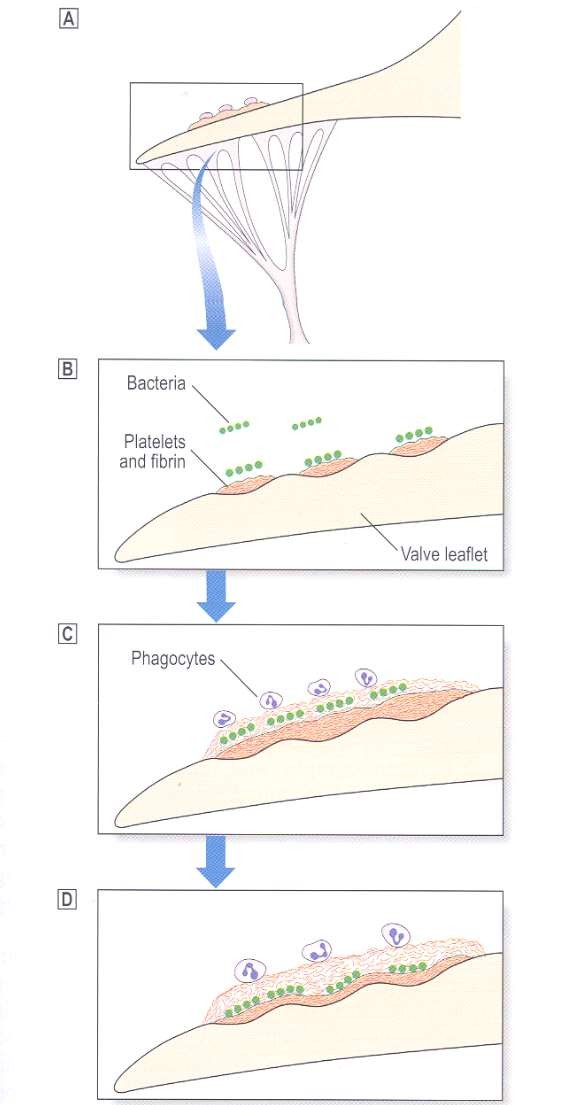 A
B
Bacteria
Platelets
and fibrin
Valve leaflet
C
Phagocytes
D